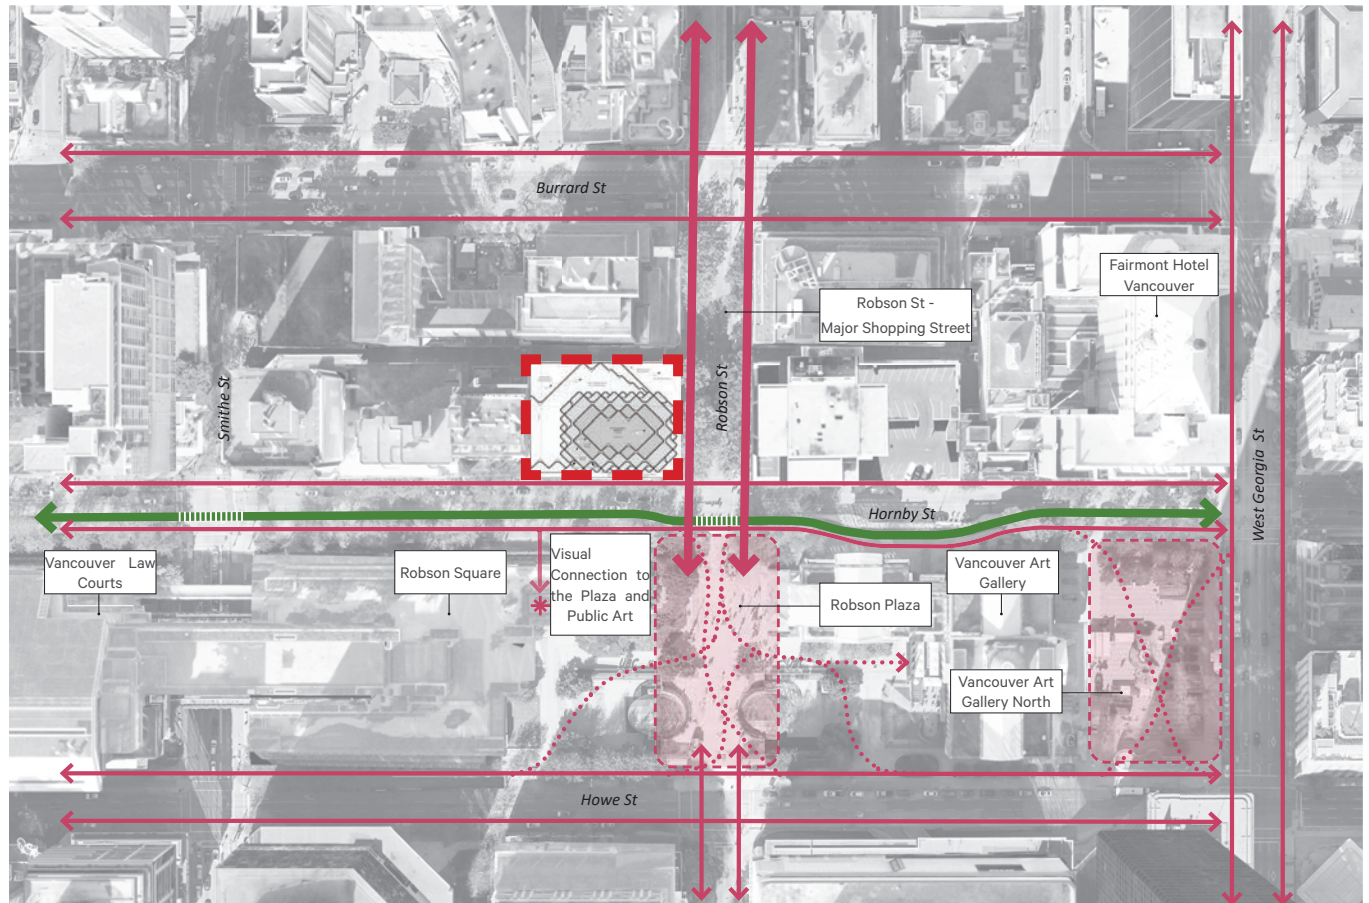 Burrard St
Fairmont Hotel
Vancouver
Robson St -
Major Shopping Street
Smithe St
Robson St
West Georgia St
Hornby St
Vancouver Law
Courts
Robson Square
Visual
Connection to
the Plaza and
Public Art
Robson Plaza
Vancouver Art
Gallery
Vancouver Art
Gallery North
Howe St